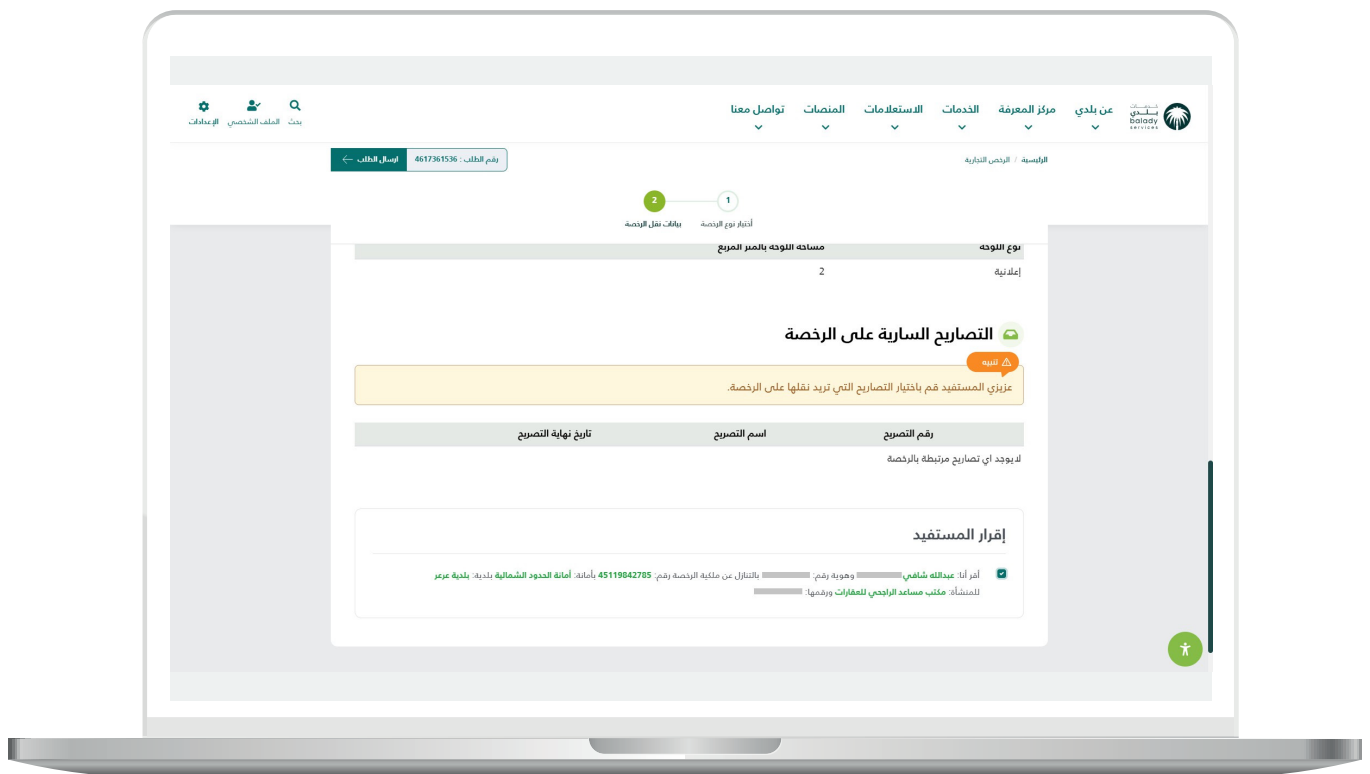 خدمات
بلدي
balady
services
عن بلدي
مركز المعرفة
الخدمات
الاستعلامات
المنصات
تواصل معنا
بحث
الملف الشخصي
الإعدادات
الرئيسية / الرخص التجارية
رقم الطلب : 4617361536
ارسال الطلب
1
2
أختيار نوع الرخصة
بيانات نقل الرخصة
نوع اللوحة
مساحة اللوحة بالمتر المربع
إعلانية
2
التصاريح السارية على الرخصة
تنبيه
عزيزي المستفيد قم باختيار التصاريح التي تريد نقلها على الرخصة.
رقم التصريح
اسم التصريح
تاريخ نهاية التصريح
لايوجد اي تصاريح مرتبطة بالرخصة
إقرار المستفيد
أقر أنا: عبدالله شافي وهوية رقم: بالتنازل عن ملكية الرخصة رقم: 45119842785 بأمانة: أمانة الحدود الشمالية بلدية: بلدية عرعر
للمنشأة: مكتب مساعد الراجحي للعقارات ورقمها: